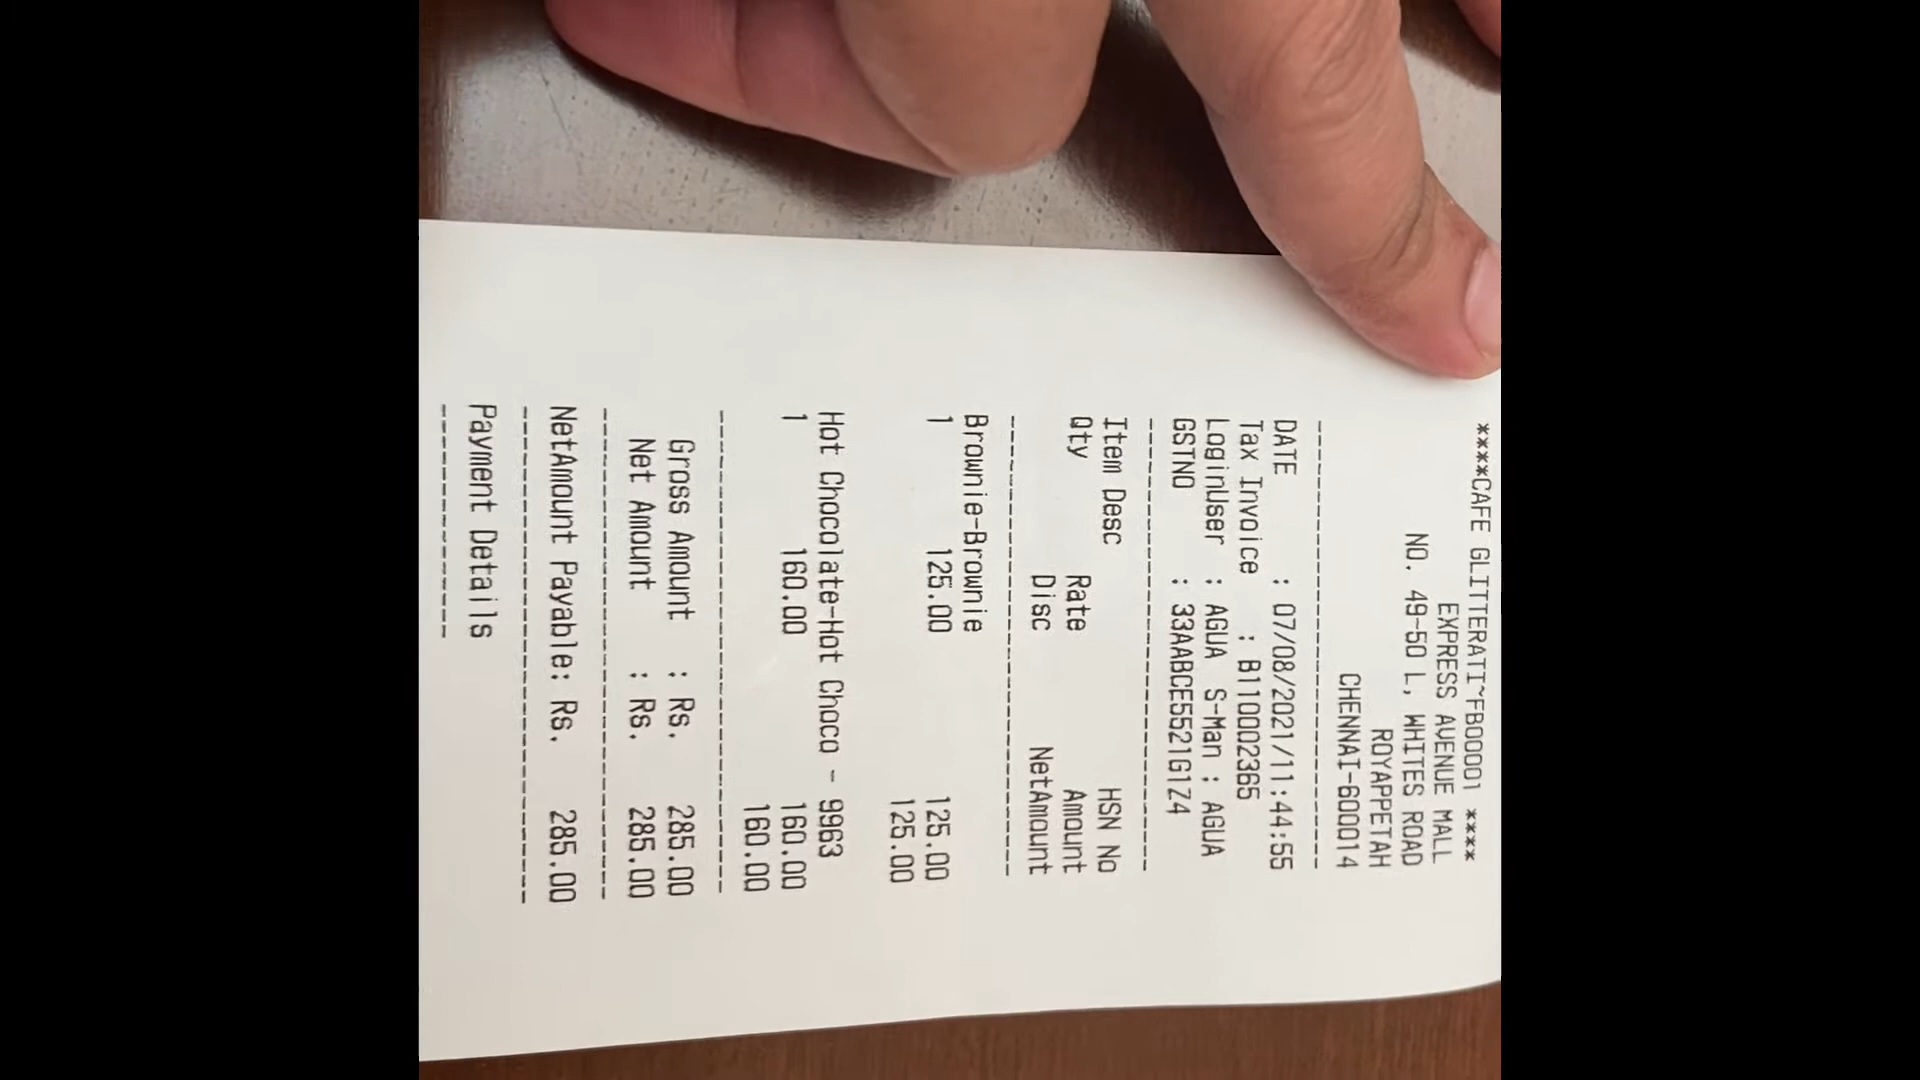 ****CAFE GLITTERATI~FB00001 ****
EXPRESS AVENUE MALL
NO. 49-50 L, WHITES ROAD
ROYAPPETAH
CHENNAI-600014
--------------------------------
DATE : 07/08/2021/11:44:55
Tax Invoice : B110002365
LoginUser : AGUA S-Man : AGUA
GSTNO : 33AABCE5521G1Z4
--------------------------------
Item Desc HSN No
Qty Rate Amount
Disc NetAmount
--------------------------------
Brownie-Brownie
1 125.00 125.00
125.00
Hot Chocolate-Hot Choco - 9963
1 160.00 160.00
160.00
--------------------------------
Gross Amount : Rs. 285.00
Net Amount : Rs. 285.00
--------------------------------
NetAmount Payable: Rs. 285.00
--------------------------------
Payment Details
----------------